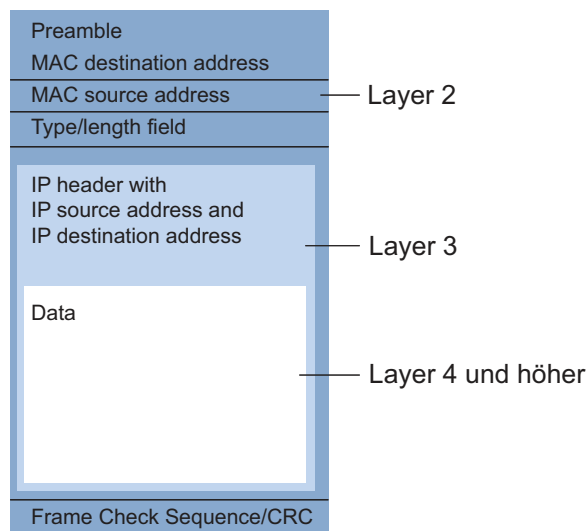 Preamble
MAC destination address
MAC source address
Layer 2
Type/length field
IP header with
IP source address and
IP destination address
Layer 3
Data
Layer 4 und höher
Frame Check Sequence/CRC